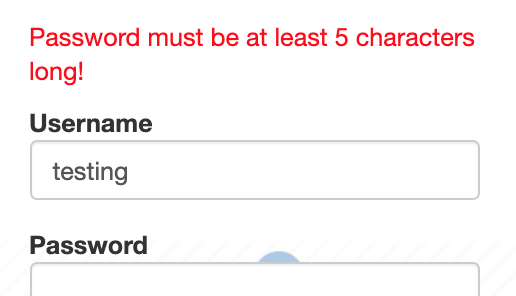 Password must be at least 5 characters
long!
Username
testing
Password